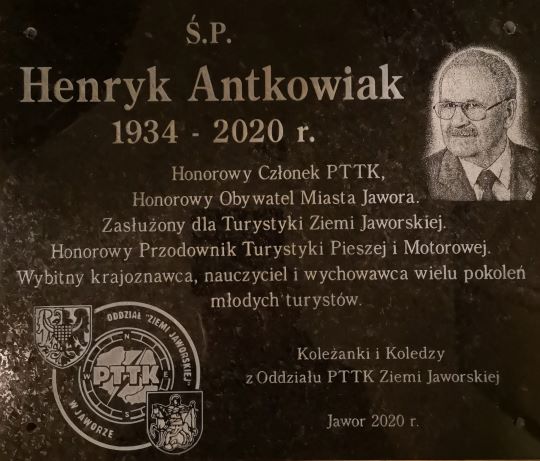 Ś.P.
Henryk Antkowiak
1934 - 2020 r.
Honorowy Członek PTTK,
Honorowy Obywatel Miasta Jawora.
Zasłużony dla Turystyki Ziemi Jaworskiej.
Honorowy Przodownik Turystyki Pieszej i Motorowej.
Wybitny krajoznawca, nauczyciel i wychowawca wielu pokoleń
młodych turystów.
ODDZIAŁ "ZIEMI JAWORSKIEJ"
N
W E
PTTK
S
W JAWORZE
Koleżanki i Koledzy
z Oddziału PTTK Ziemi Jaworskiej
Jawor 2020 r.